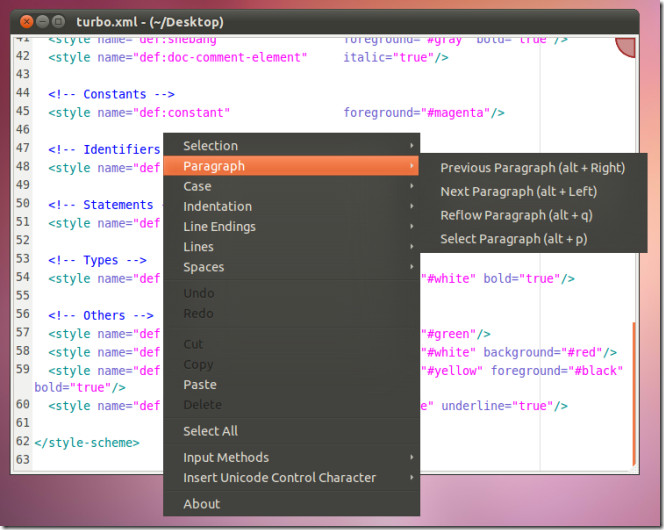 turbo.xml - (~/Desktop)
41 <style name="def:shebang" foreground="#gray" bold="true"/>
42 <style name="def:doc-comment-element" italic="true"/>
43
44 <!-- Constants -->
45 <style name="def:constant" foreground="#magenta"/>
46
47 <!-- Identifiers
48 <style name="def
49
50 <!-- Statements
51 <style name="def
52
53 <!-- Types -->
54 <style name="def "#white" bold="true"/>
55
56 <!-- Others -->
57 <style name="def "#green"/>
58 <style name="def "#white" background="#red"/>
59 <style name="def "#yellow" foreground="#black"
bold="true"/>
60 <style name="def e" underline="true"/>
61
62 </style-scheme>
63
Selection
Paragraph
Case
Indentation
Line Endings
Lines
Spaces
Undo
Redo
Cut
Copy
Paste
Delete
Select All
Input Methods
Insert Unicode Control Character
About
Previous Paragraph (alt + Right)
Next Paragraph (alt + Left)
Reflow Paragraph (alt + q)
Select Paragraph (alt + p)